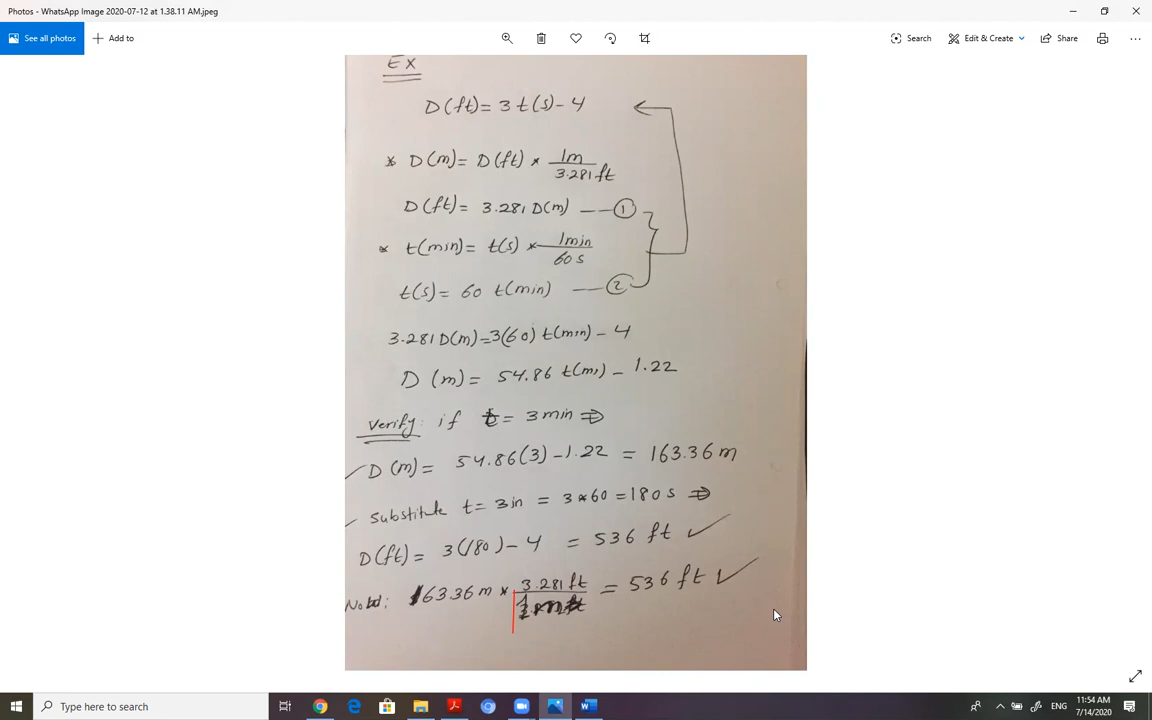 Photos - WhatsApp Image 2020-07-12 at 1.38.11 AM.jpeg
See all photos
Add to
Search
Edit & Create
Share
EX
D(ft)= 3 t(s)- 4
* D(m)= D(ft) * 1m / 3.281 ft
D(ft)= 3.281 D(m) —— ①
* t(min)= t(s) * 1min / 60 s
t(s)= 60 t(min) —— ②
3.281 D(m)=3(60) t(min) - 4
D (m)= 54.86 t(m) - 1.22
Verify: if t= 3 min ⇒
✓ D(m)= 54.86(3) - 1.22 = 163.36 m
✓ substitute t= 3in = 3*60 = 180 s ⇒
D(ft)= 3(180) - 4 = 536 ft ✓
163.36 m * 3.281 ft / 1 m = 536 ft ✓
Type here to search
ENG
11:54 AM
7/14/2020